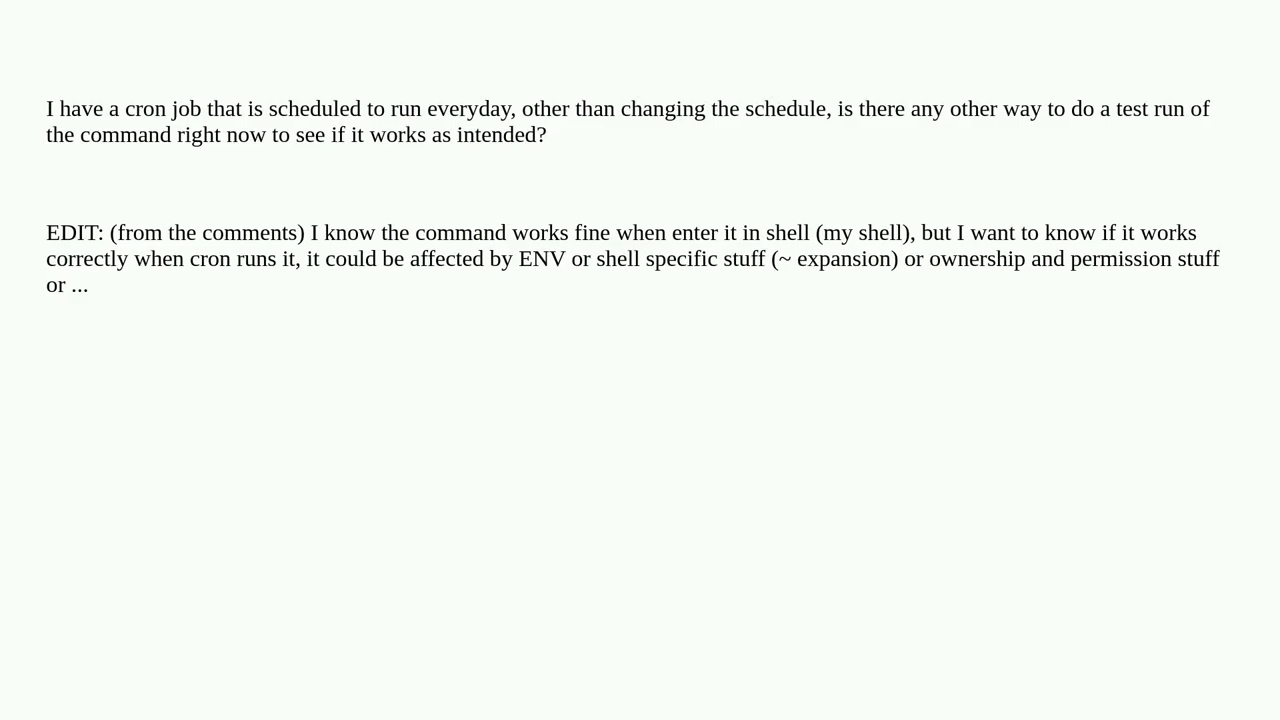 I have a cron job that is scheduled to run everyday, other than changing the schedule, is there any other way to do a test run of
the command right now to see if it works as intended?
EDIT: (from the comments) I know the command works fine when enter it in shell (my shell), but I want to know if it works
correctly when cron runs it, it could be affected by ENV or shell specific stuff (~ expansion) or ownership and permission stuff
or ...